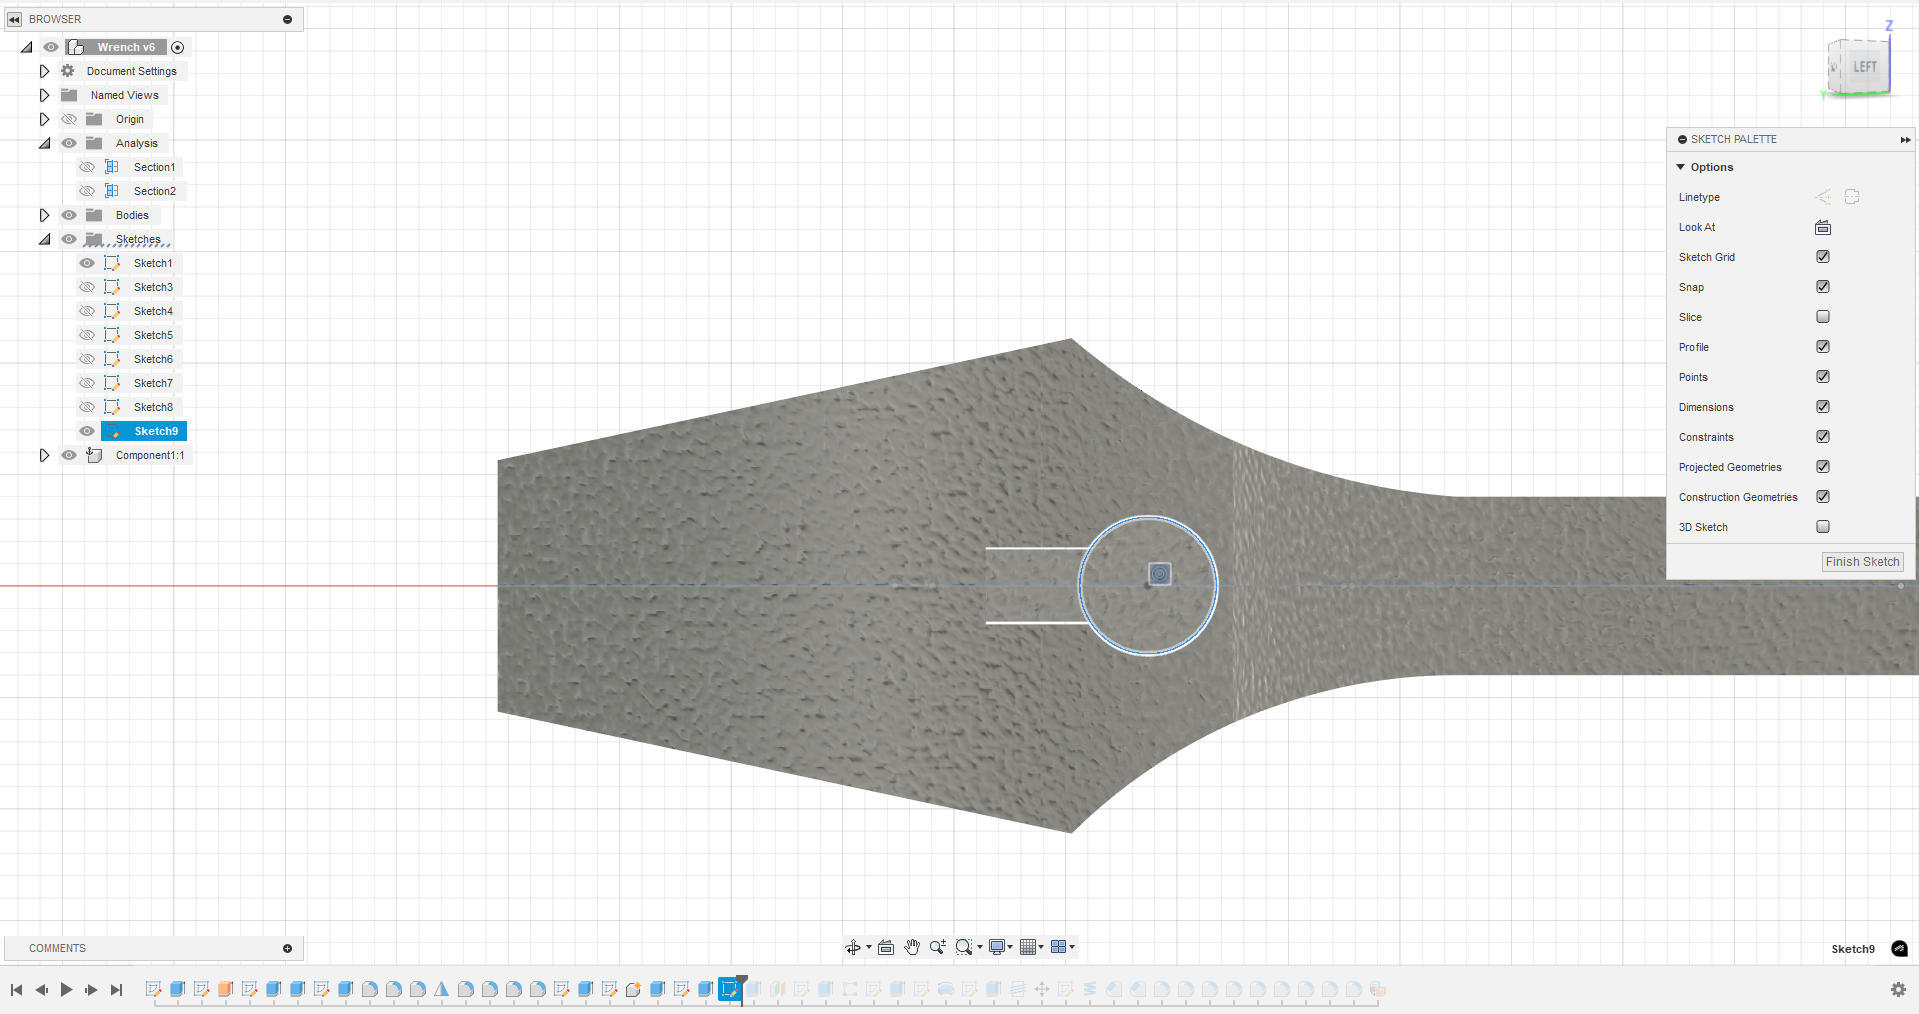 BROWSER
Wrench v6
Document Settings
Named Views
Origin
Analysis
Section1
Section2
Bodies
Sketches
Sketch1
Sketch3
Sketch4
Sketch5
Sketch6
Sketch7
Sketch8
Sketch9
Component1:1
Z
LEFT
Y
SKETCH PALETTE
Options
Linetype
Look At
Sketch Grid
Snap
Slice
Profile
Points
Dimensions
Constraints
Projected Geometries
Construction Geometries
3D Sketch
Finish Sketch
COMMENTS
Sketch9